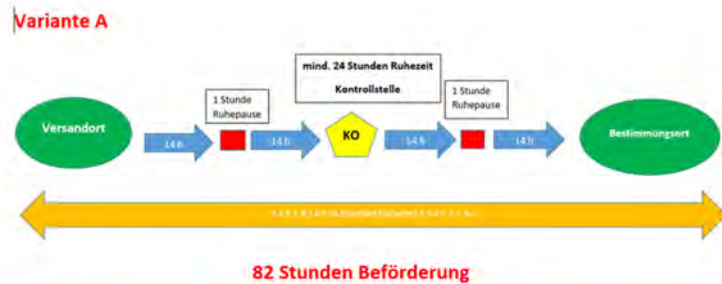 Variante A
mind. 24 Stunden Ruhezeit
Kontrollstelle
1 Stunde
Ruhepause
1 Stunde
Ruhepause
Versandort
14 h
14 h
KO
14 h
14 h
Bestimmungsort
82 Stunden Beförderung